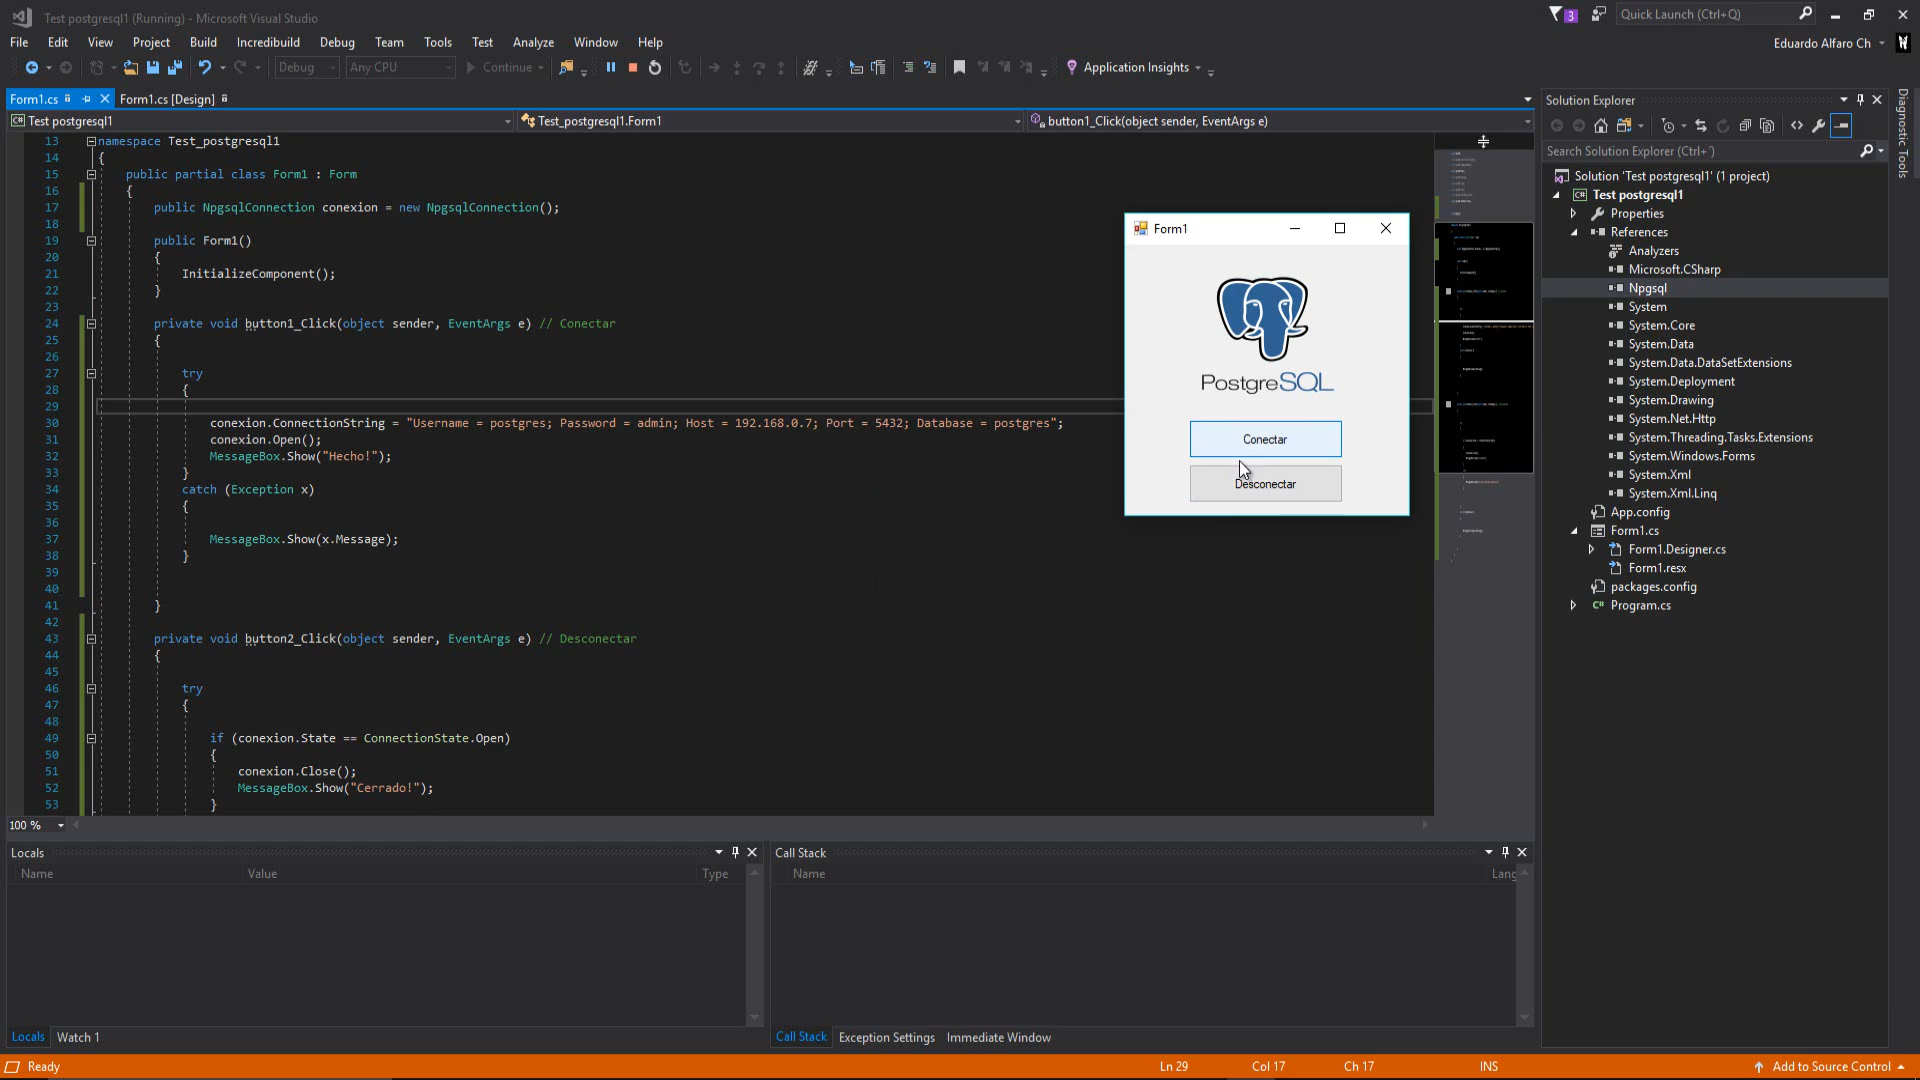 Test postgresql1 (Running) - Microsoft Visual Studio
3
Quick Launch (Ctrl+Q)
File Edit View Project Build Incredibuild Debug Team Tools Test Analyze Window Help
Eduardo Alfaro Ch
Debug Any CPU Continue Application Insights
Form1.cs Form1.cs [Design]
Test postgresql1 Test_postgresql1.Form1 button1_Click(object sender, EventArgs e)
13 namespace Test_postgresql1
14 {
15 public partial class Form1 : Form
16 {
17 public NpgsqlConnection conexion = new NpgsqlConnection();
18
19 public Form1()
20 {
21 InitializeComponent();
22 }
23
24 private void button1_Click(object sender, EventArgs e) // Conectar
25 {
26
27 try
28 {
29
30 conexion.ConnectionString = "Username = postgres; Password = admin; Host = 192.168.0.7; Port = 5432; Database = postgres";
31 conexion.Open();
32 MessageBox.Show("Hecho!");
33 }
34 catch (Exception x)
35 {
36
37 MessageBox.Show(x.Message);
38 }
39
40
41 }
42
43 private void button2_Click(object sender, EventArgs e) // Desconectar
44 {
45
46 try
47 {
48
49 if (conexion.State == ConnectionState.Open)
50 {
51 conexion.Close();
52 MessageBox.Show("Cerrado!");
53 }
100 %
Form1
PostgreSQL
Conectar
Desconectar
Solution Explorer
Search Solution Explorer (Ctrl+´)
Solution 'Test postgresql1' (1 project)
Test postgresql1
Properties
References
Analyzers
Microsoft.CSharp
Npgsql
System
System.Core
System.Data
System.Data.DataSetExtensions
System.Deployment
System.Drawing
System.Net.Http
System.Threading.Tasks.Extensions
System.Windows.Forms
System.Xml
System.Xml.Linq
App.config
Form1.cs
Form1.Designer.cs
Form1.resx
packages.config
Program.cs
Diagnostic Tools
Locals
Name Value Type
Locals Watch 1
Call Stack
Name Lang
Call Stack Exception Settings Immediate Window
Ready Ln 29 Col 17 Ch 17 INS Add to Source Control